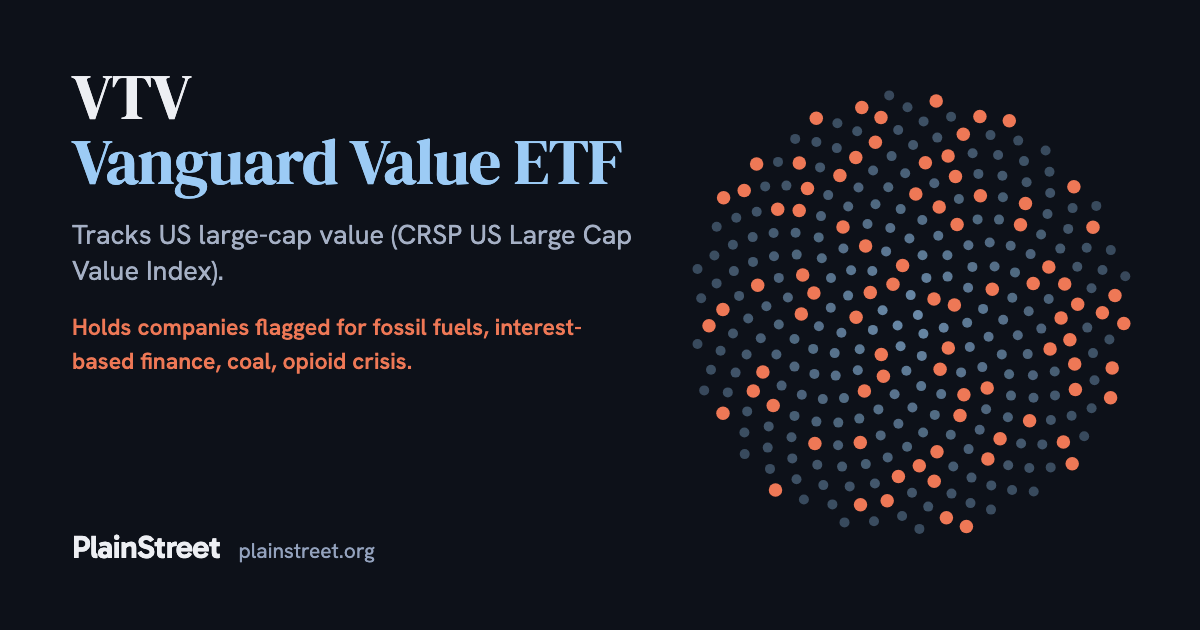 VTV
Vanguard Value ETF
Tracks US large-cap value (CRSP US Large Cap
Value Index).
Holds companies flagged for fossil fuels, interest-
based finance, coal, opioid crisis.
PlainStreet plainstreet.org